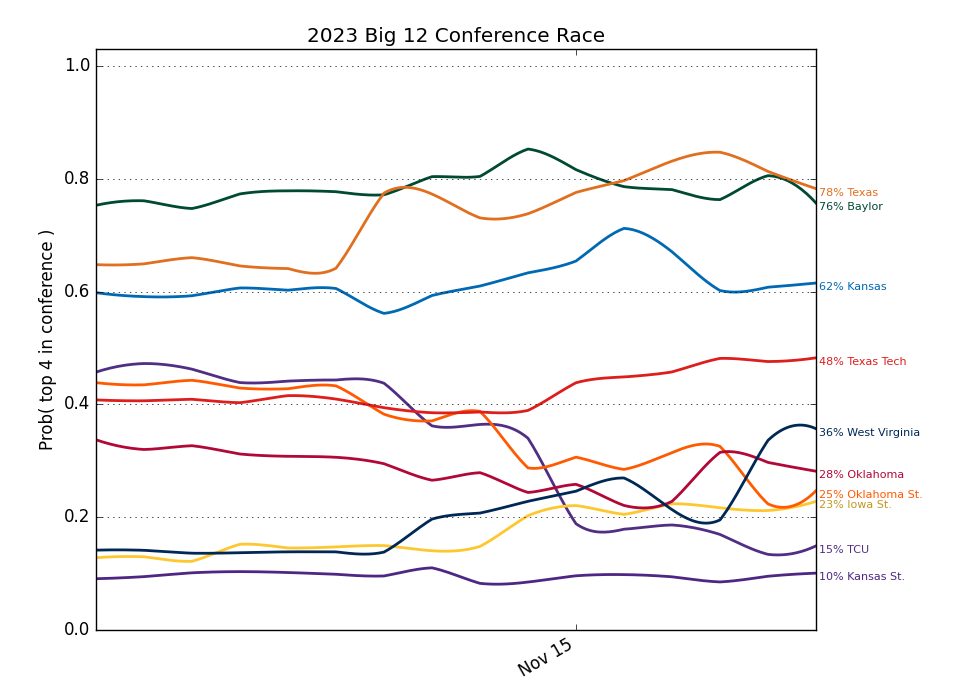 2023 Big 12 Conference Race
Prob( top 4 in conference )
1.0
0.8
0.6
0.4
0.2
0.0
Nov 15
78% Texas
76% Baylor
62% Kansas
48% Texas Tech
36% West Virginia
28% Oklahoma
25% Oklahoma St.
23% Iowa St.
15% TCU
10% Kansas St.